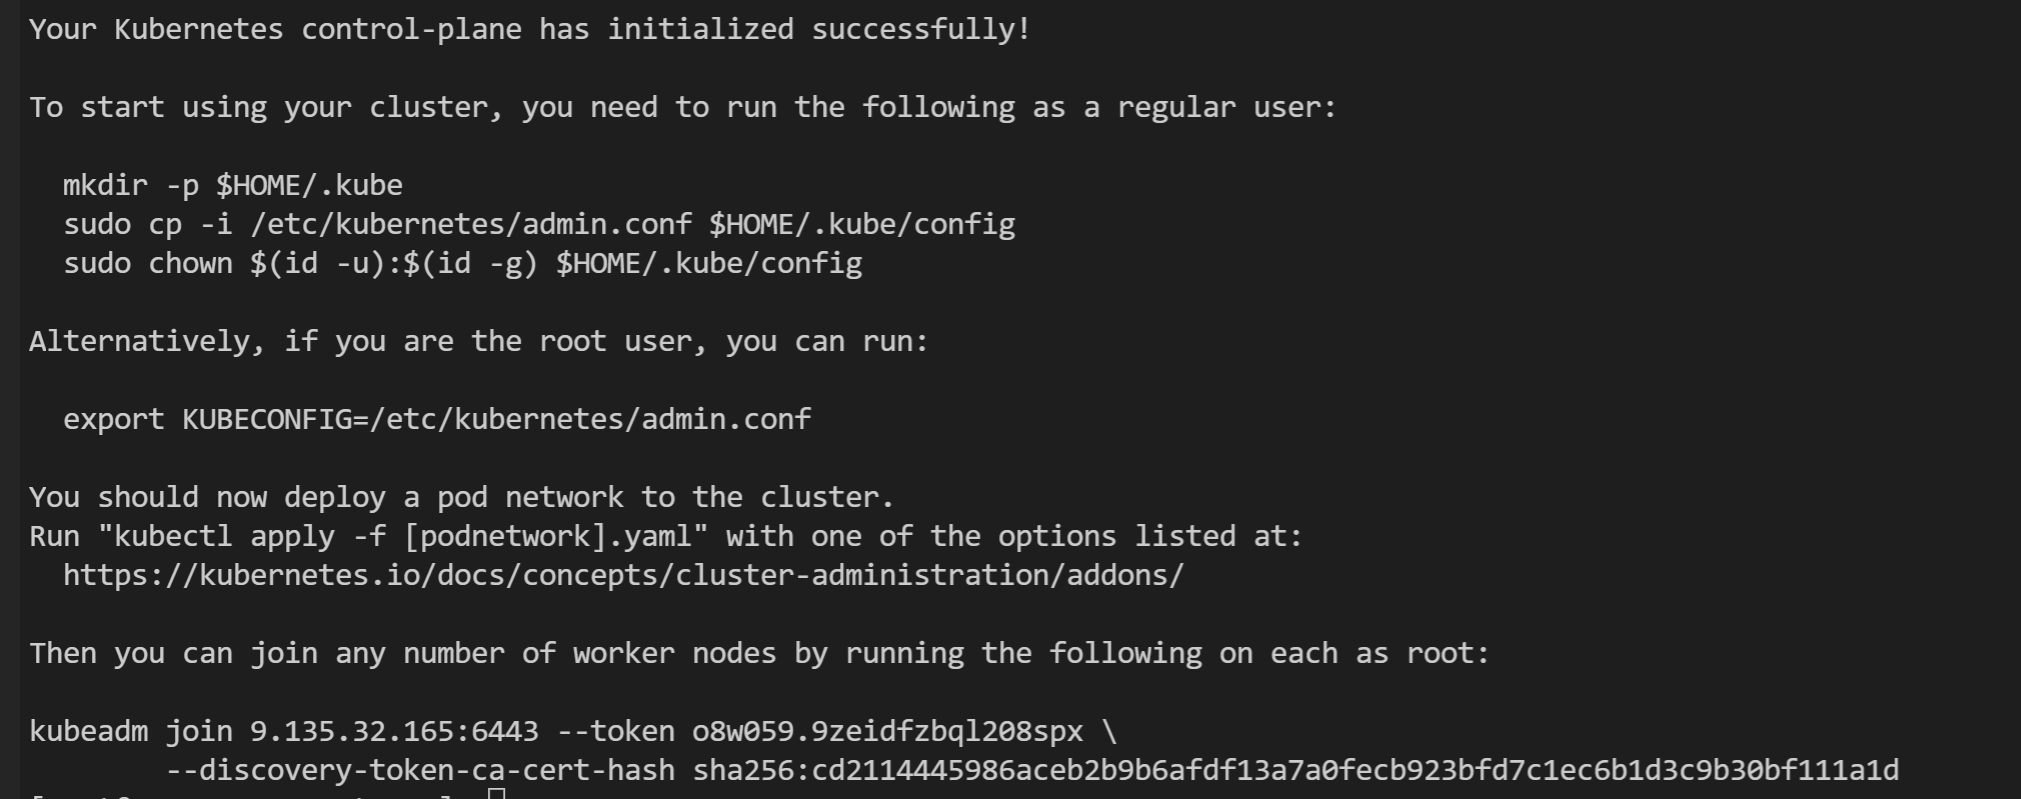 Your Kubernetes control-plane has initialized successfully!
To start using your cluster, you need to run the following as a regular user:
mkdir -p $HOME/.kube
sudo cp -i /etc/kubernetes/admin.conf $HOME/.kube/config
sudo chown $(id -u):$(id -g) $HOME/.kube/config
Alternatively, if you are the root user, you can run:
export KUBECONFIG=/etc/kubernetes/admin.conf
You should now deploy a pod network to the cluster.
Run "kubectl apply -f [podnetwork].yaml" with one of the options listed at:
https://kubernetes.io/docs/concepts/cluster-administration/addons/
Then you can join any number of worker nodes by running the following on each as root:
kubeadm join 9.135.32.165:6443 --token o8w059.9zeidfzbql208spx \
--discovery-token-ca-cert-hash sha256:cd2114445986aceb2b9b6afdf13a7a0fecb923bfd7c1ec6b1d3c9b30bf111a1d